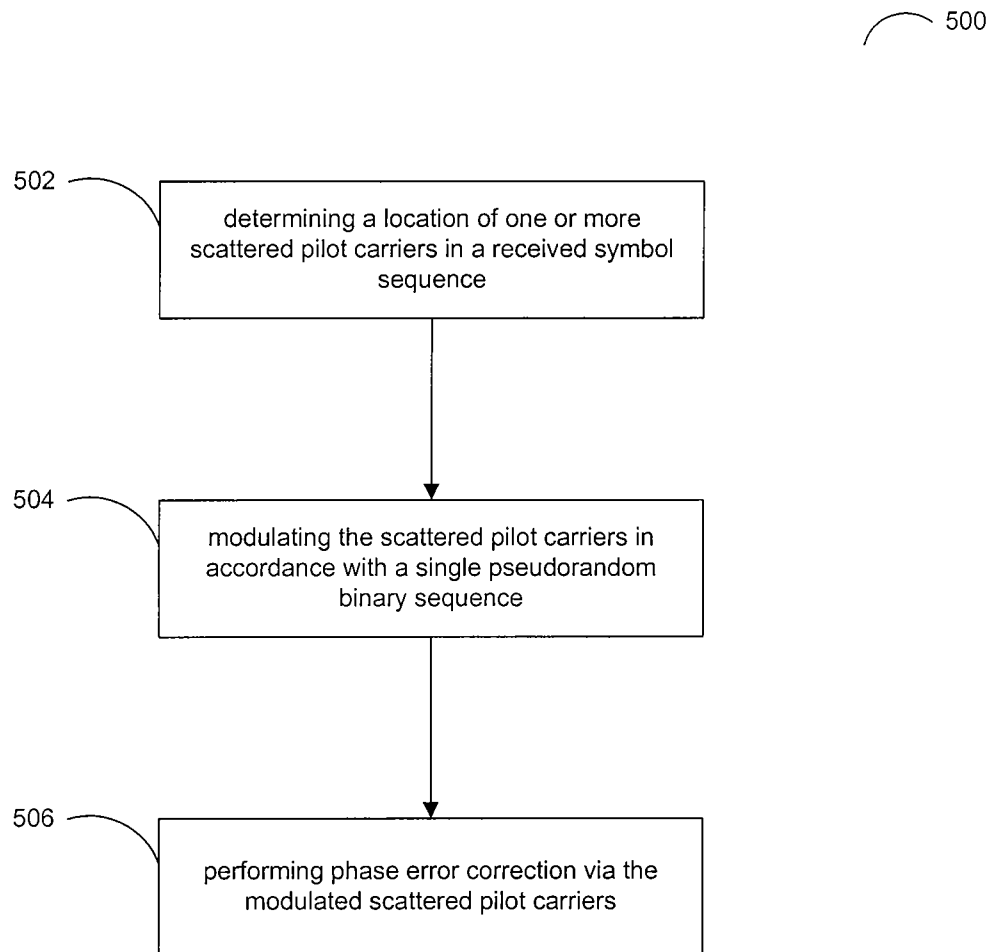 500
502
determining a location of one or more
scattered pilot carriers in a received symbol
sequence
504
modulating the scattered pilot carriers in
accordance with a single pseudorandom
binary sequence
506
performing phase error correction via the
modulated scattered pilot carriers